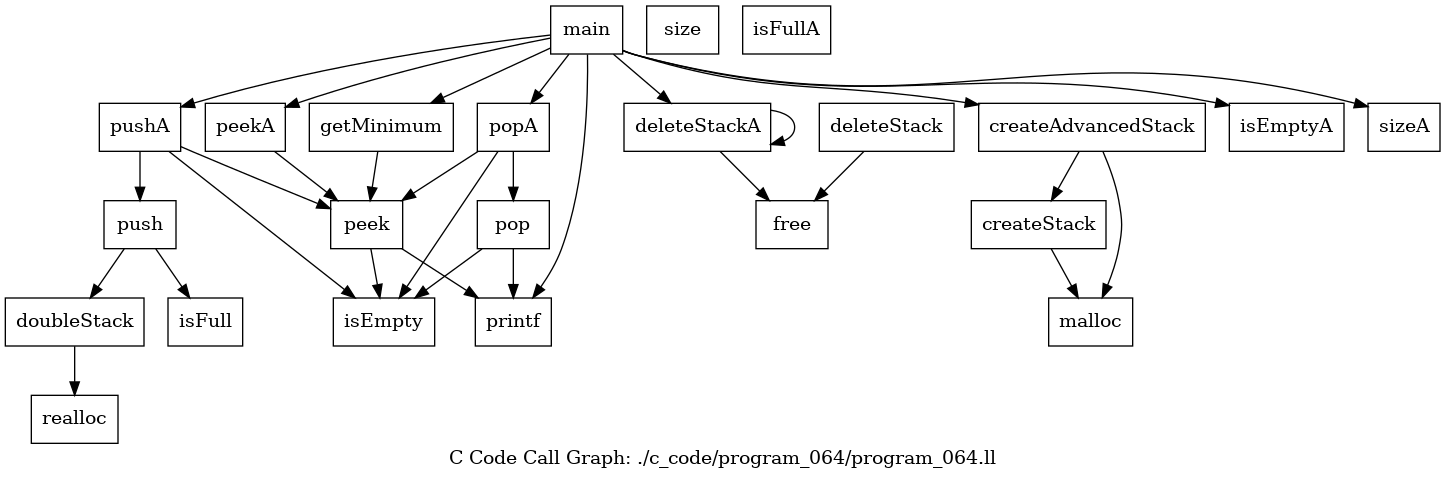 main
size
isFullA
pushA
peekA
getMinimum
popA
deleteStackA
deleteStack
createAdvancedStack
isEmptyA
sizeA
push
peek
pop
free
createStack
doubleStack
isFull
isEmpty
printf
malloc
realloc
C Code Call Graph: ./c_code/program_064/program_064.ll